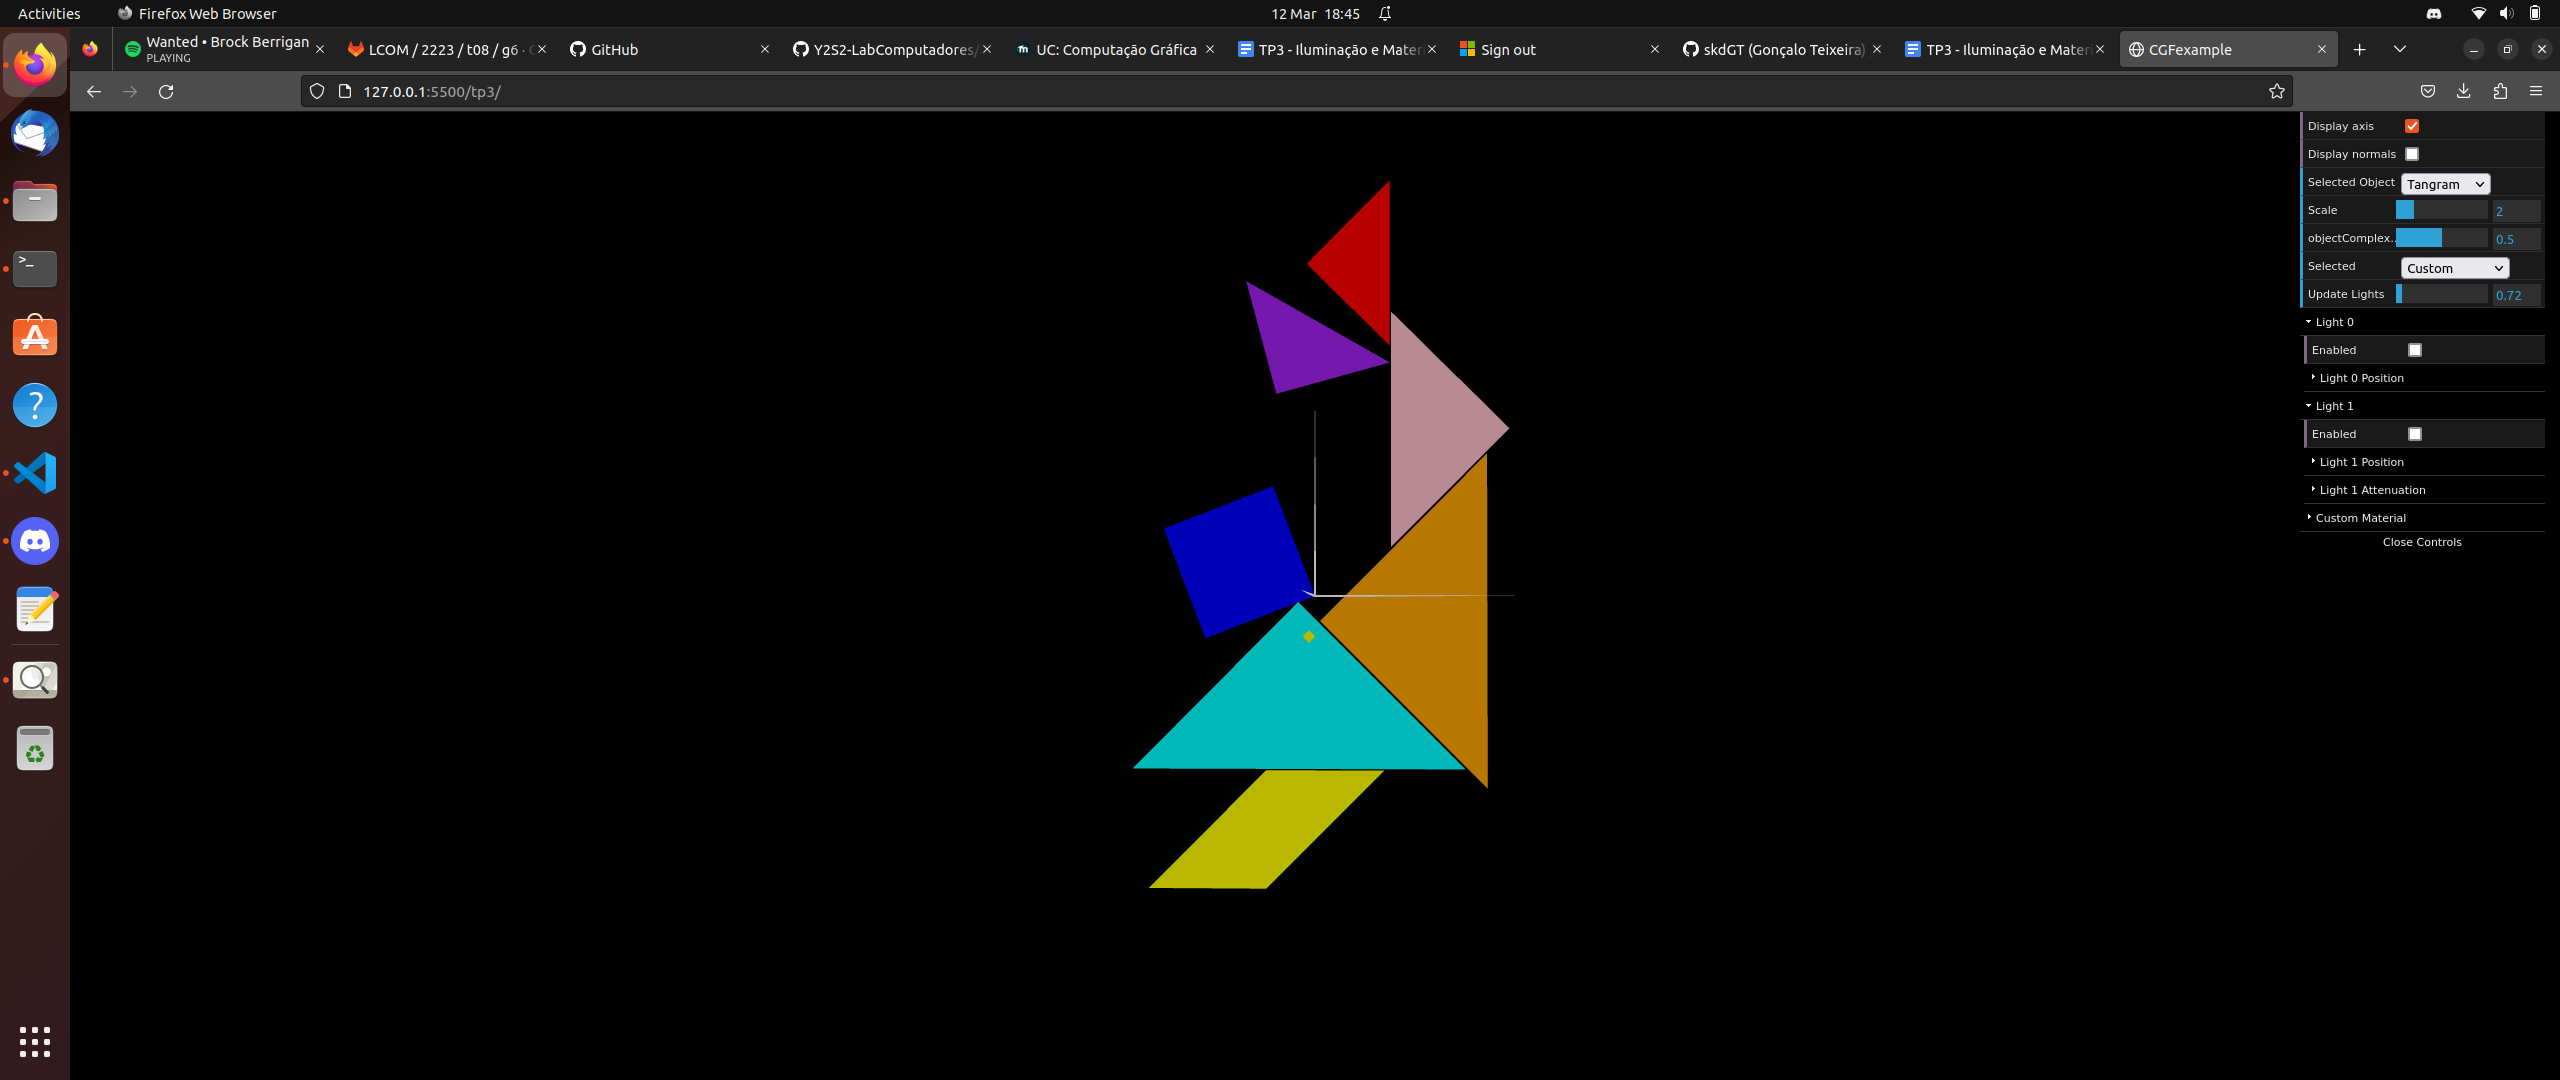 Activities
Firefox Web Browser
12 Mar 18:45
Wanted • Brock Berrigan
PLAYING
LCOM / 2223 / t08 / g6 ·
GitHub
Y2S2-LabComputadores/
UC: Computação Gráfica
TP3 - Iluminação e Mater
Sign out
skdGT (Gonçalo Teixeira)
TP3 - Iluminação e Mater
CGFexample
127.0.0.1:5500/tp3/
Display axis
Display normals
Selected Object Tangram
Scale 2
objectComplex.. 0.5
Selected Custom
Update Lights 0.72
Light 0
Enabled
Light 0 Position
Light 1
Enabled
Light 1 Position
Light 1 Attenuation
Custom Material
Close Controls